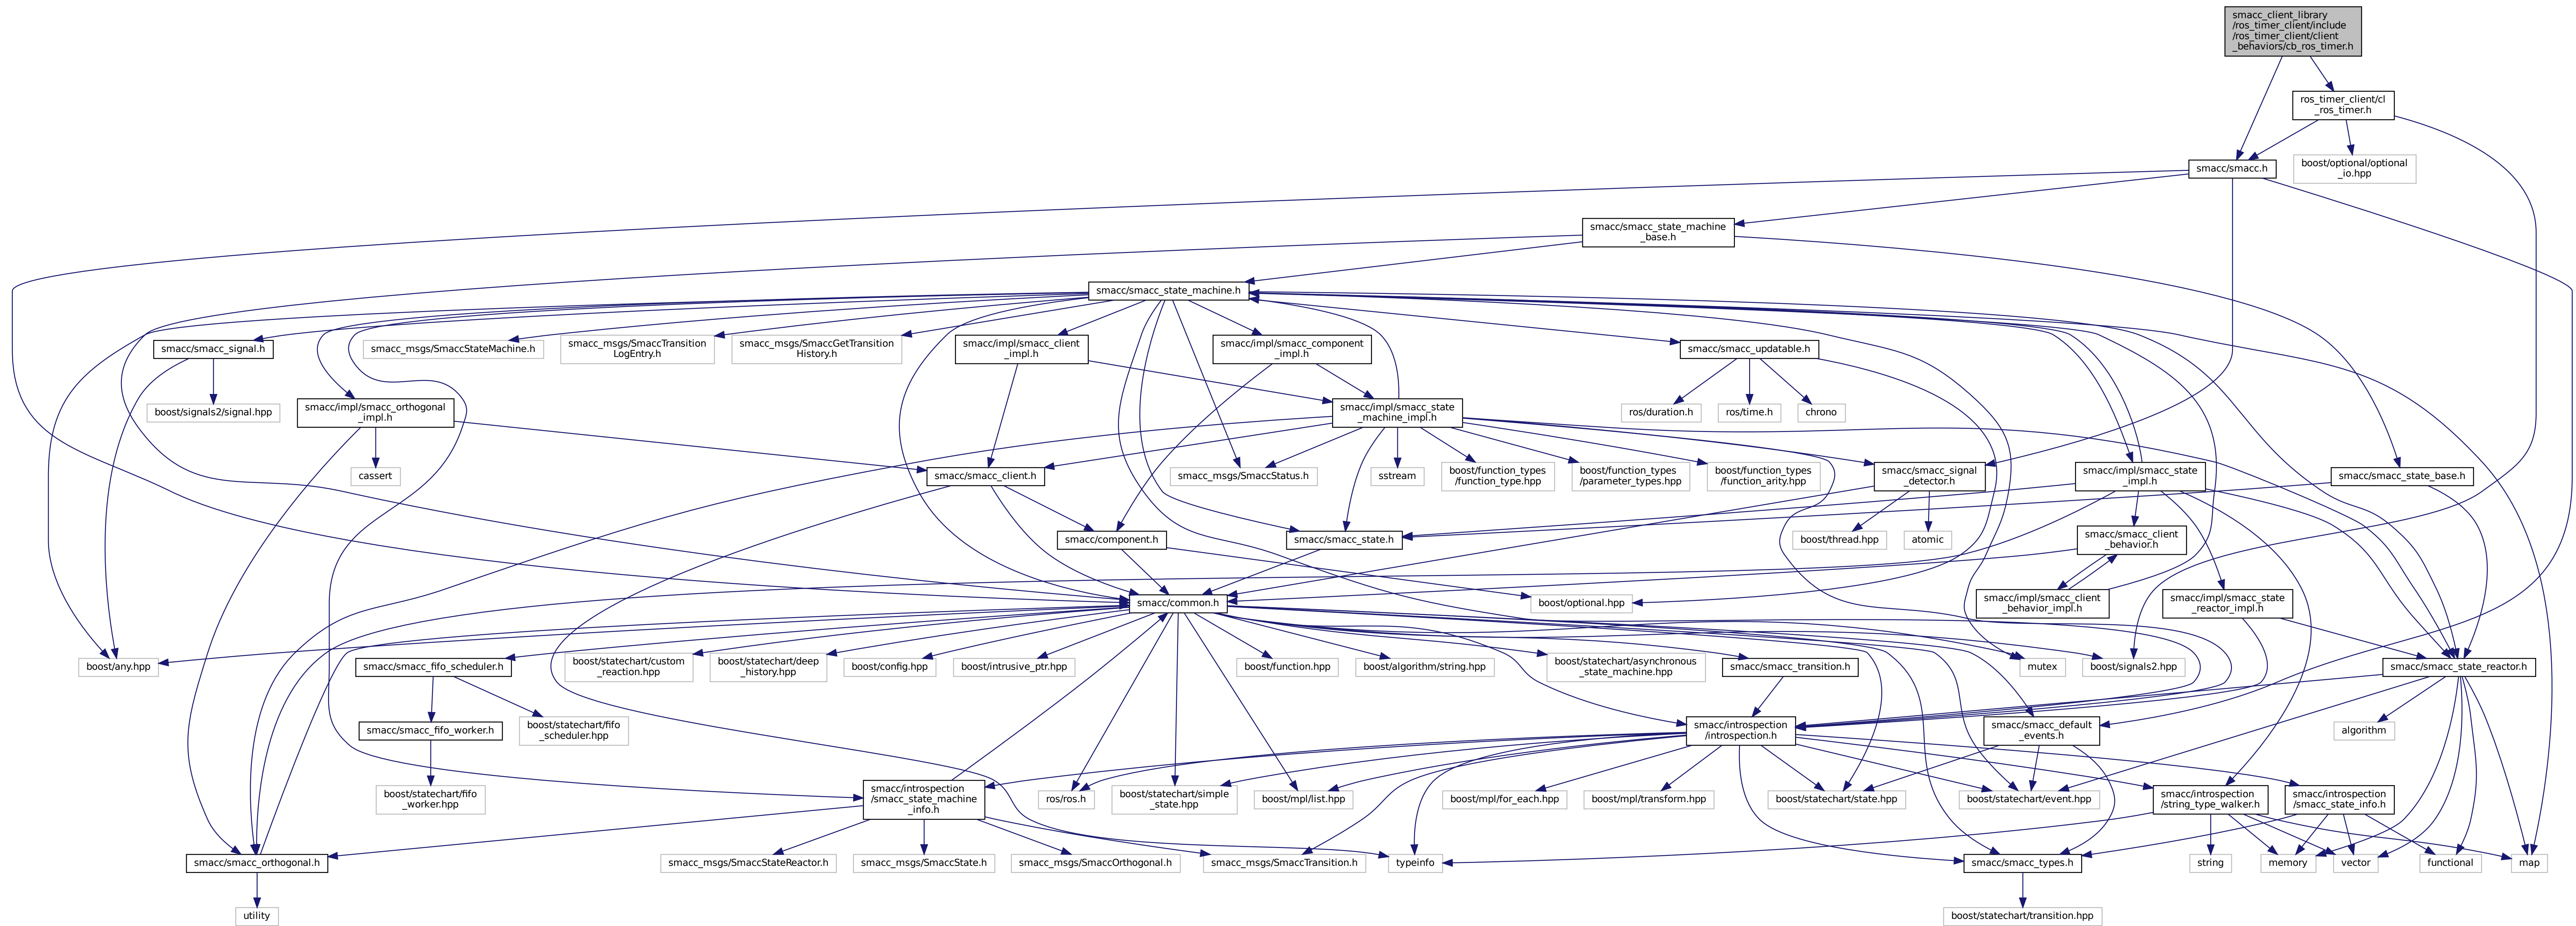 smacc_client_library
/ros_timer_client/include
/ros_timer_client/client
_behaviors/cb_ros_timer.h
ros_timer_client/cl
_ros_timer.h
smacc/smacc.h
boost/optional/optional
_io.hpp
smacc/smacc_state_machine
_base.h
smacc/smacc_state_machine.h
smacc/smacc_signal.h
smacc_msgs/SmaccStateMachine.h
smacc_msgs/SmaccTransition
LogEntry.h
smacc_msgs/SmaccGetTransition
History.h
smacc/impl/smacc_client
_impl.h
smacc/impl/smacc_component
_impl.h
smacc/smacc_updatable.h
boost/signals2/signal.hpp
smacc/impl/smacc_orthogonal
_impl.h
smacc/impl/smacc_state
_machine_impl.h
ros/duration.h
ros/time.h
chrono
cassert
smacc/smacc_client.h
smacc_msgs/SmaccStatus.h
sstream
boost/function_types
/function_type.hpp
boost/function_types
/parameter_types.hpp
boost/function_types
/function_arity.hpp
smacc/smacc_signal
_detector.h
smacc/impl/smacc_state
_impl.h
smacc/smacc_state_base.h
smacc/component.h
smacc/smacc_state.h
boost/thread.hpp
atomic
smacc/smacc_client
_behavior.h
smacc/common.h
boost/optional.hpp
smacc/impl/smacc_client
_behavior_impl.h
smacc/impl/smacc_state
_reactor_impl.h
boost/any.hpp
smacc/smacc_fifo_scheduler.h
boost/statechart/custom
_reaction.hpp
boost/statechart/deep
_history.hpp
boost/config.hpp
boost/intrusive_ptr.hpp
boost/function.hpp
boost/algorithm/string.hpp
boost/statechart/asynchronous
_state_machine.hpp
smacc/smacc_transition.h
mutex
boost/signals2.hpp
smacc/smacc_state_reactor.h
smacc/smacc_fifo_worker.h
boost/statechart/fifo
_scheduler.hpp
smacc/introspection
/introspection.h
smacc/smacc_default
_events.h
algorithm
boost/statechart/fifo
_worker.hpp
smacc/introspection
/smacc_state_machine
_info.h
ros/ros.h
boost/statechart/simple
_state.hpp
boost/mpl/list.hpp
boost/mpl/for_each.hpp
boost/mpl/transform.hpp
boost/statechart/state.hpp
boost/statechart/event.hpp
smacc/introspection
/string_type_walker.h
smacc/introspection
/smacc_state_info.h
smacc/smacc_orthogonal.h
smacc_msgs/SmaccStateReactor.h
smacc_msgs/SmaccState.h
smacc_msgs/SmaccOrthogonal.h
smacc_msgs/SmaccTransition.h
typeinfo
smacc/smacc_types.h
string
memory
vector
functional
map
utility
boost/statechart/transition.hpp